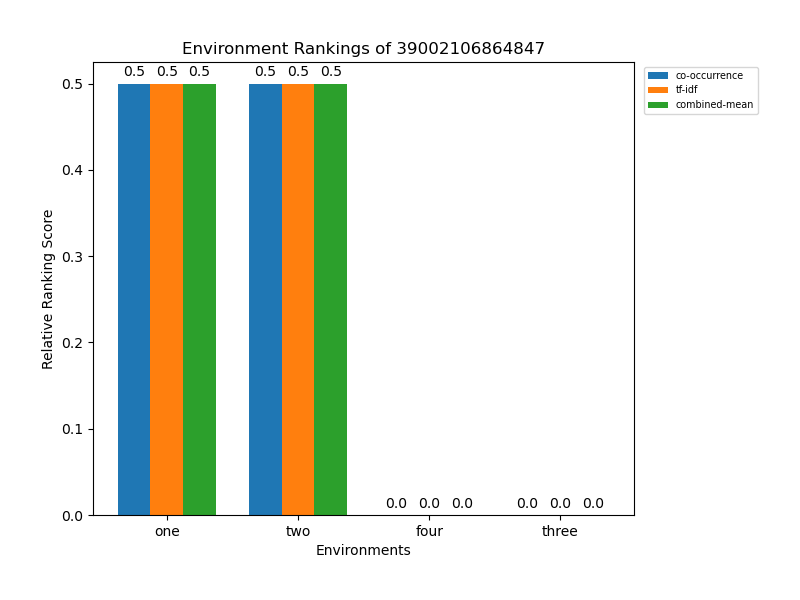 Environment Rankings of 39002106864847
co-occurrence
tf-idf
combined-mean
0.5 0.5 0.5 0.5 0.5 0.5
0.0 0.0 0.0 0.0 0.0 0.0
Relative Ranking Score
0.5
0.4
0.3
0.2
0.1
0.0
one two four three
Environments